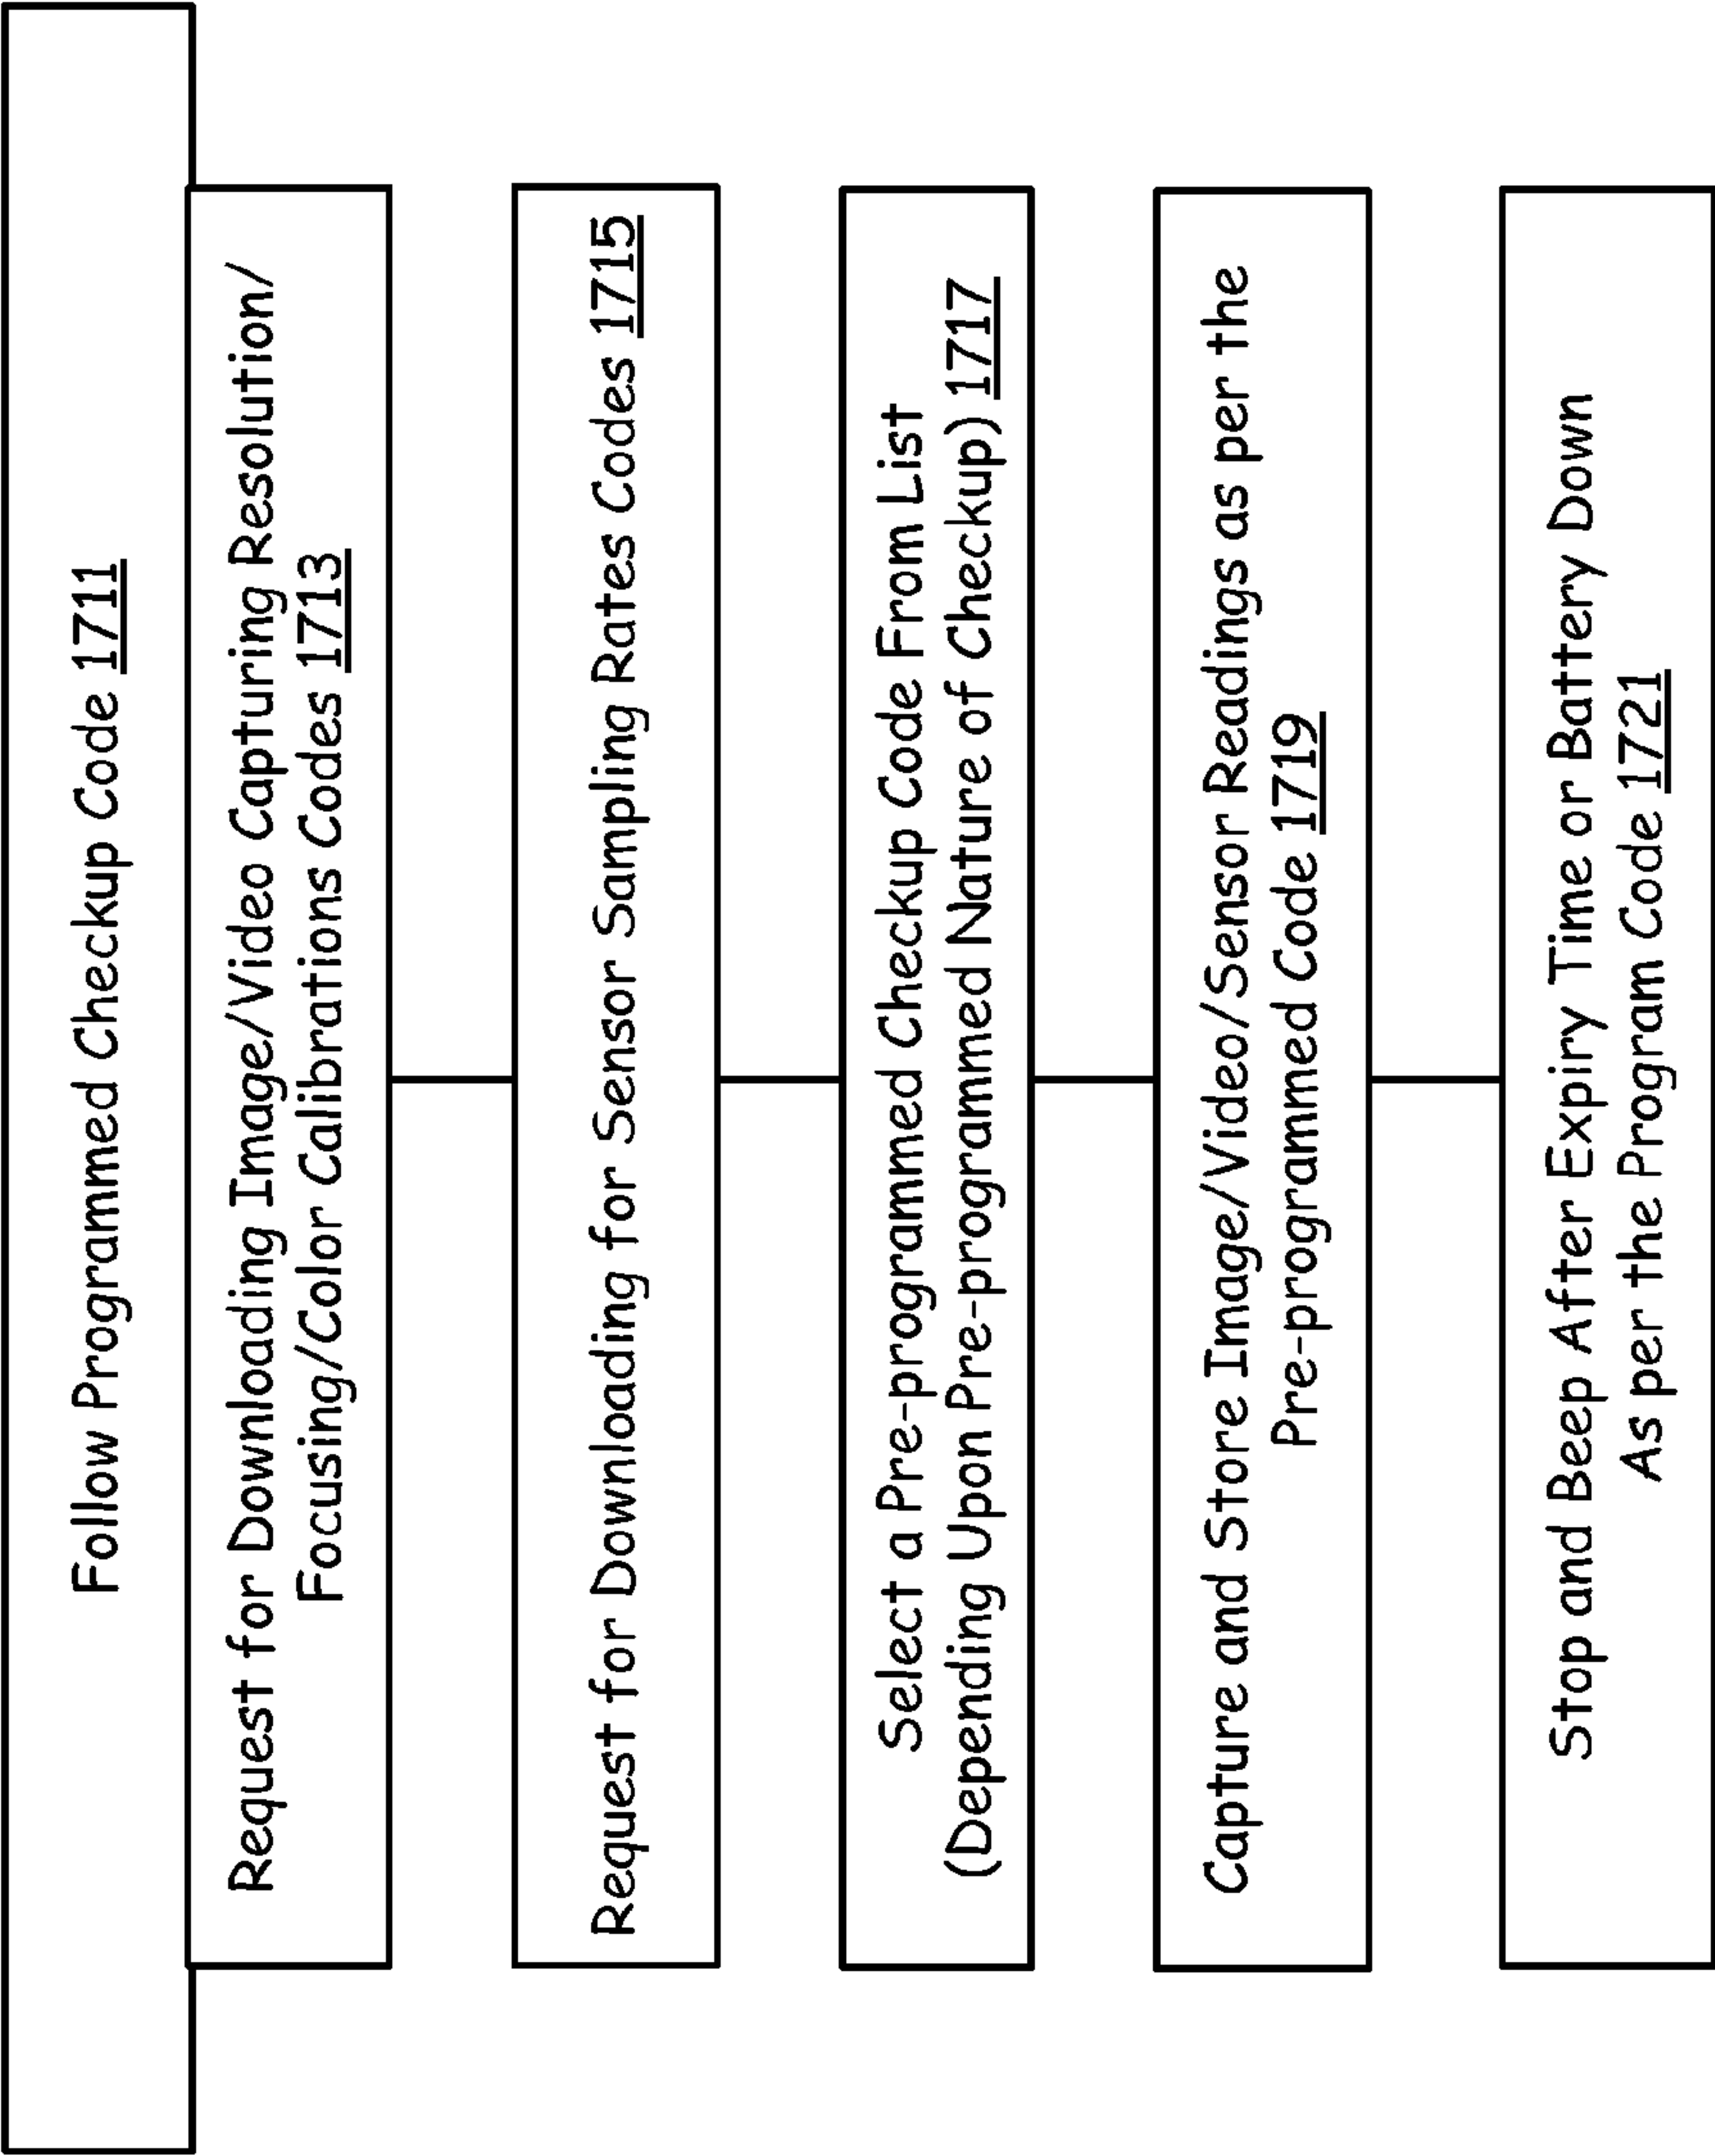 Follow Programmed Checkup Code 1711
Request for Downloading Image/Video Capturing Resolution/
Focusing/Color Calibrations Codes 1713
Request for Downloading for Sensor Sampling Rates Codes 1715
Select a Pre-programmed Checkup Code From List
(Depending Upon Pre-programmed Nature of Checkup) 1717
Capture and Store Image/Video/Sensor Readings as per the
Pre-programmed Code 1719
Stop and Beep After Expiry Time or Battery Down
As per the Program Code 1721